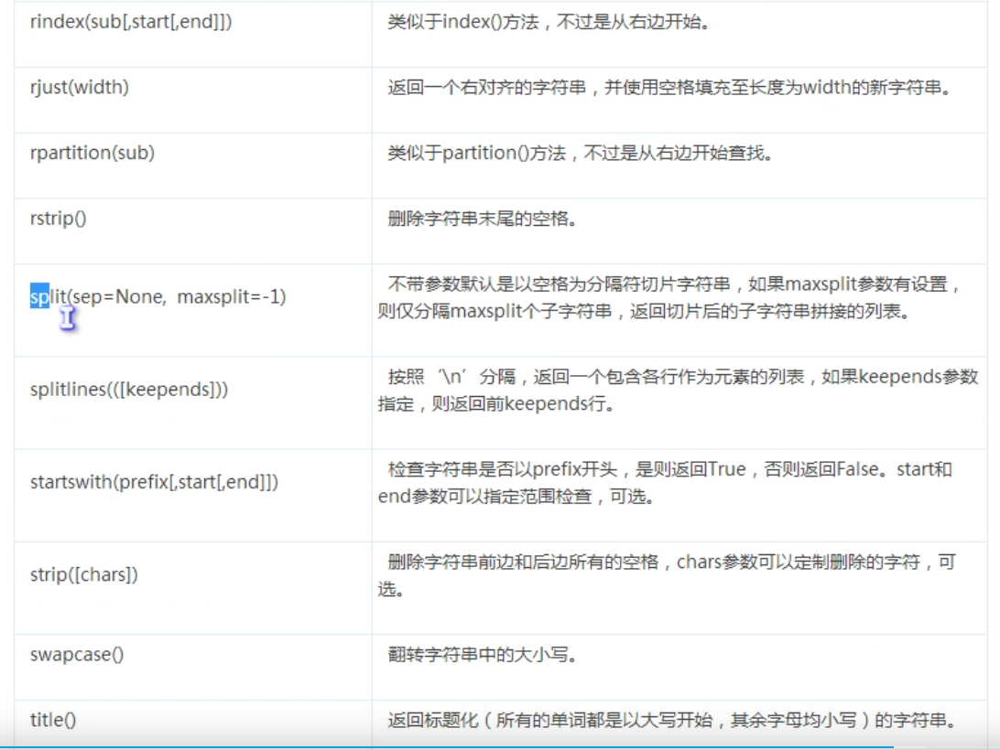 rindex(sub[,start[,end]])
类似于index()方法，不过是从右边开始。
rjust(width)
返回一个右对齐的字符串，并使用空格填充至长度为width的新字符串。
rpartition(sub)
类似于partition()方法，不过是从右边开始查找。
rstrip()
删除字符串末尾的空格。
split(sep=None, maxsplit=-1)
不带参数默认是以空格为分隔符切片字符串，如果maxsplit参数有设置，
则仅分隔maxsplit个子字符串，返回切片后的子字符串拼接的列表。
splitlines(([keepends]))
按照‘\n’分隔，返回一个包含各行作为元素的列表，如果keepends参数
指定，则返回前keepends行。
startswith(prefix[,start[,end]])
检查字符串是否以prefix开头，是则返回True，否则返回False。start和
end参数可以指定范围检查，可选。
strip([chars])
删除字符串前边和后边所有的空格，chars参数可以定制删除的字符，可
选。
swapcase()
翻转字符串中的大小写。
title()
返回标题化（所有的单词都是以大写开始，其余字母均小写）的字符串。